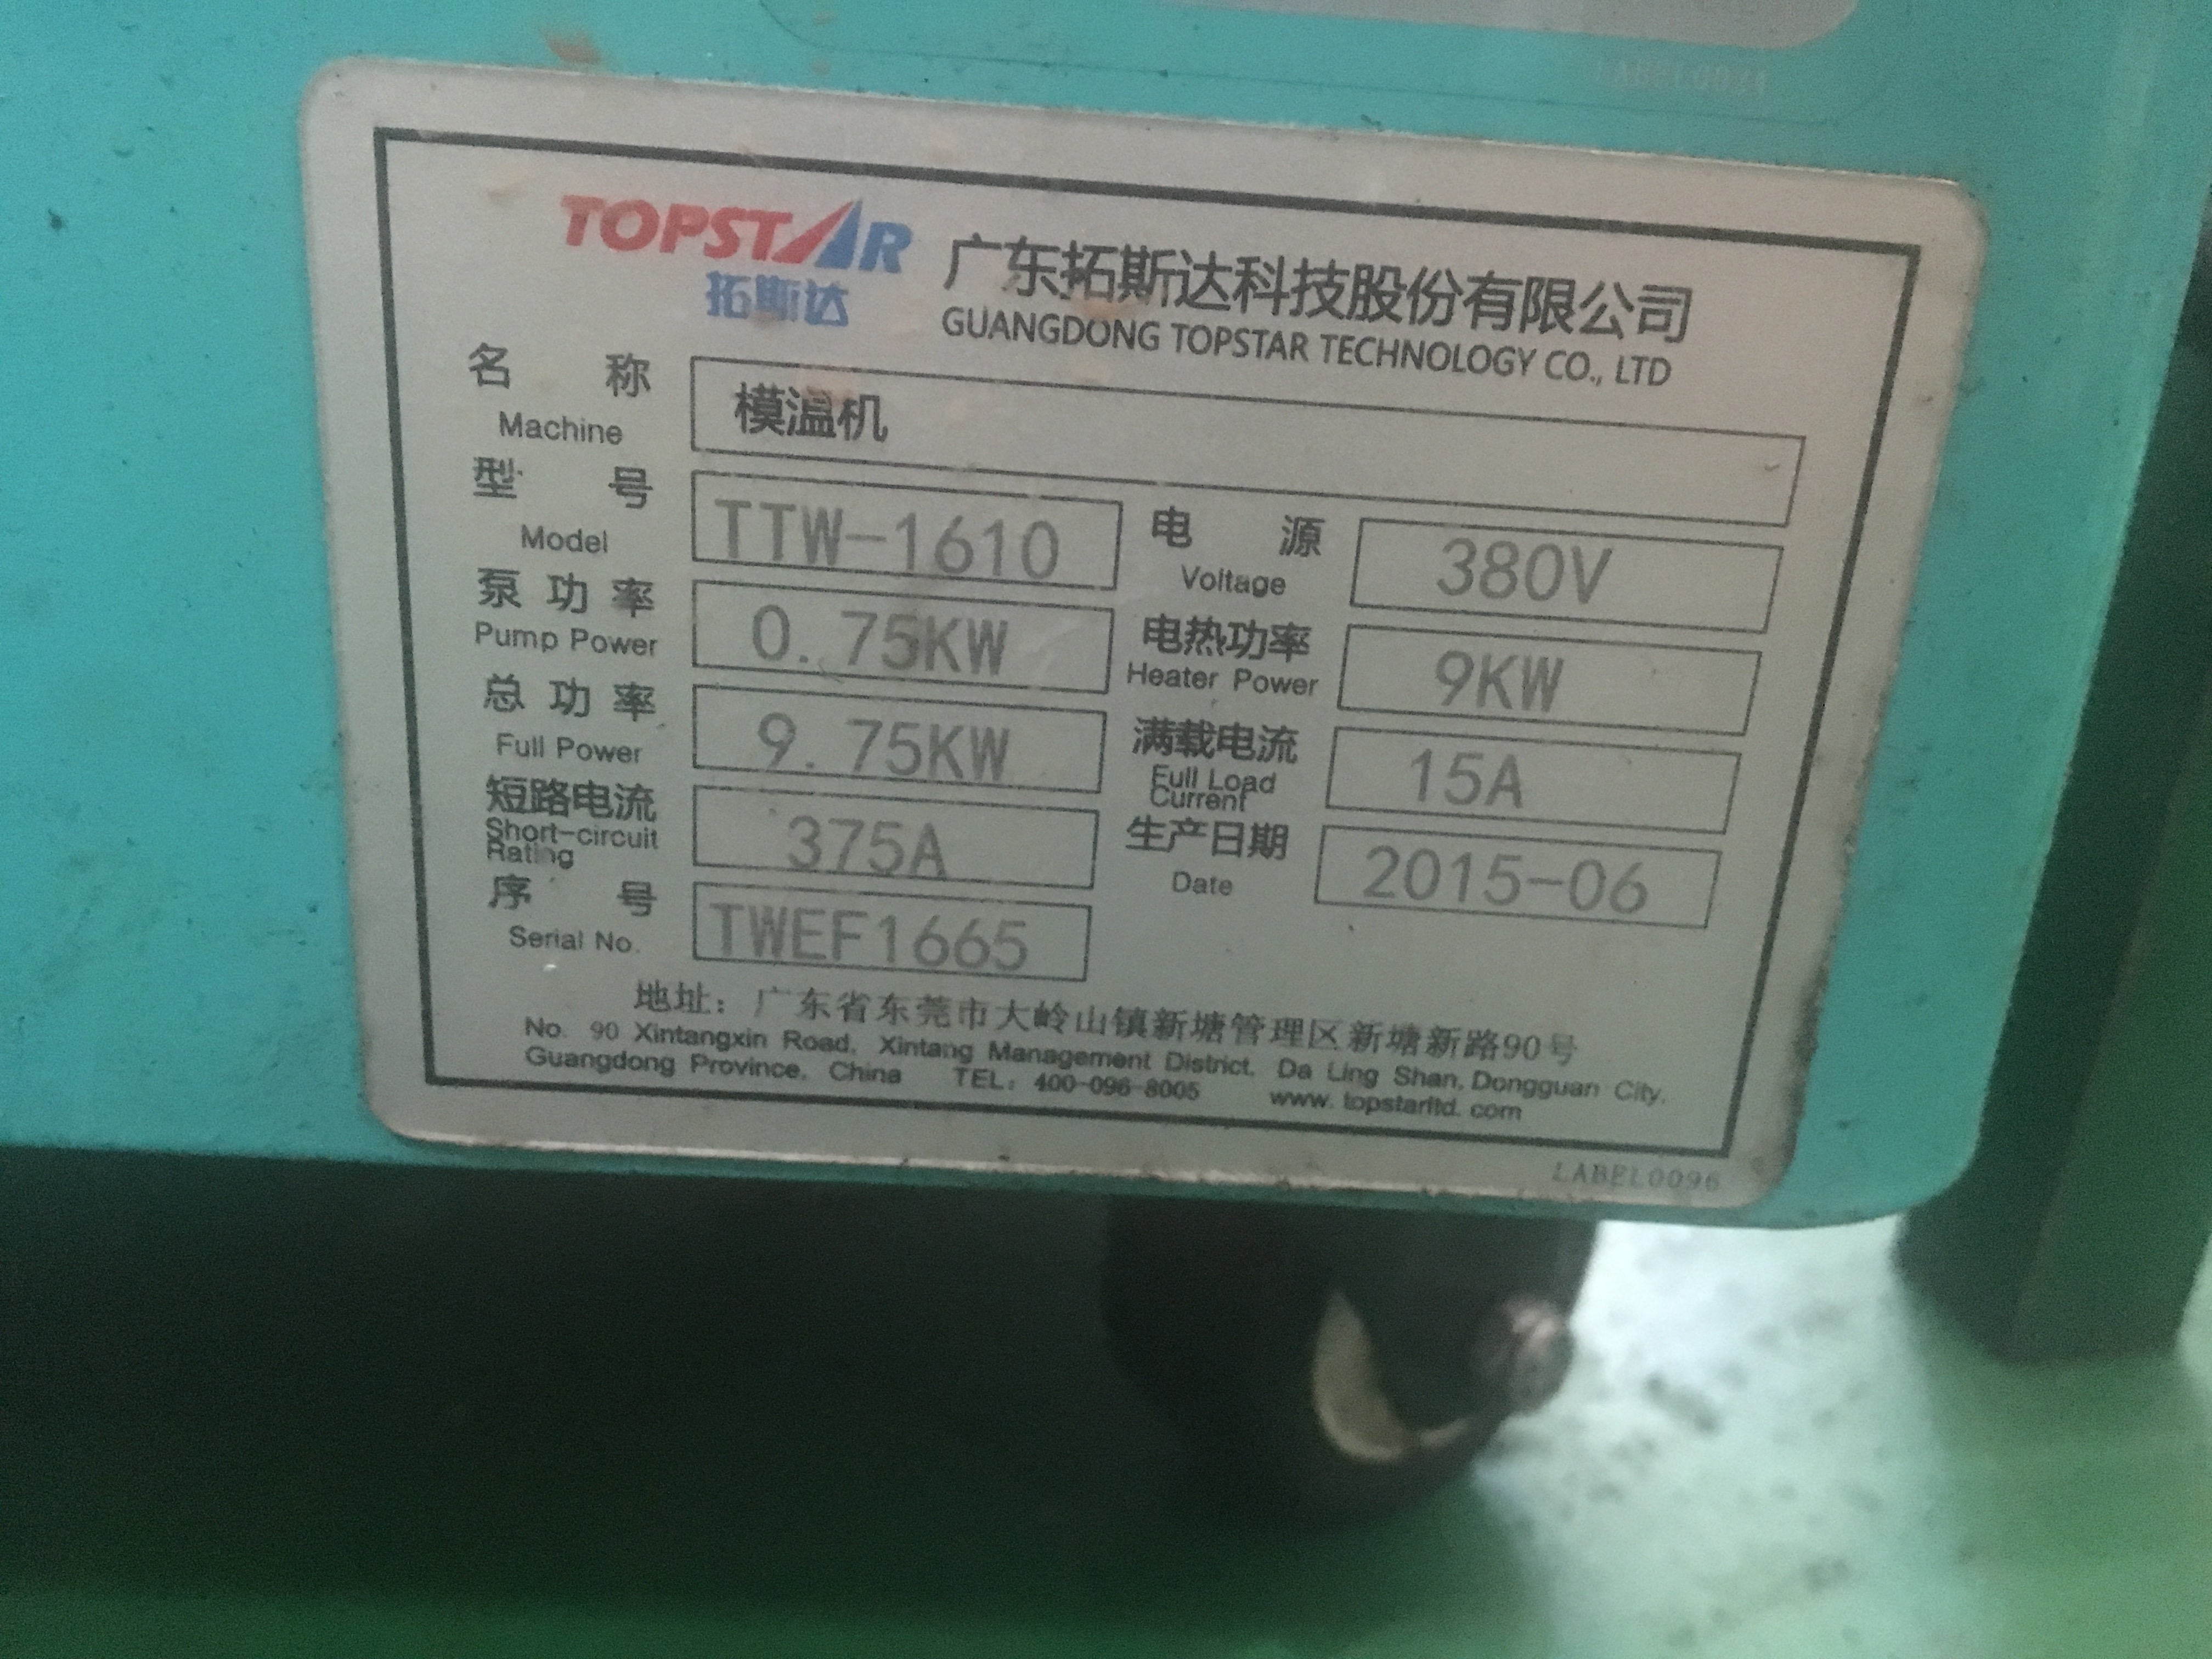 TOPSTAR
拓斯达
广东拓斯达科技股份有限公司
GUANGDONG TOPSTAR TECHNOLOGY CO., LTD
名 称 模温机
Machine
型 号 TTW-1610 电 源 380V
Model Voltage
泵功率 0.75KW 电热功率 9KW
Pump Power Heater Power
总功率 9.75KW 满载电流 15A
Full Power Full Load
Current
短路电流 375A 生产日期 2015-06
Short-circuit
Rating Date
序 号 TWEF1665
Serial No.
地址：广东省东莞市大岭山镇新塘管理区新塘新路90号
No. 90 Xintangxin Road, Xintang Management District, Da Ling Shan, Dongguan City,
Guangdong Province, China TEL: 400-096-8005 www.topstarltd.com
LABEL0096